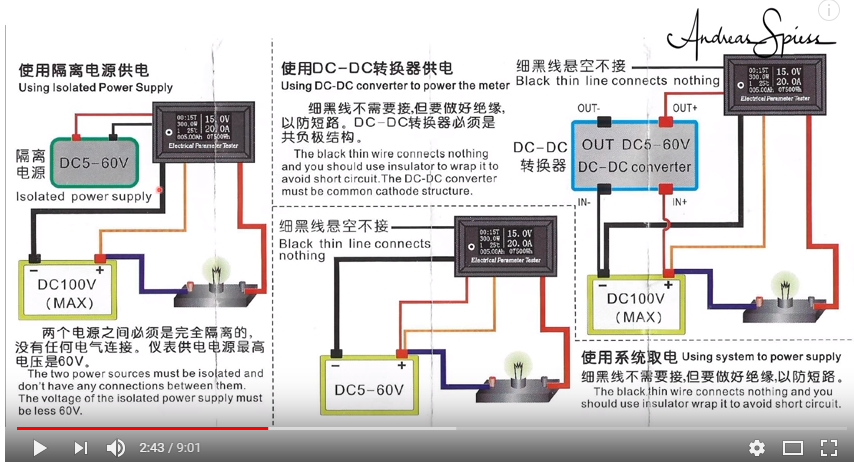 Andreas Spiess
使用隔离电源供电
Using Isolated Power Supply
00:15T 15.0V
300.0W 20.0A
1 25t
005.00Ah 07500Wh
Electrical Parameter Tester
隔离
电源
DC5-60V
Isolated power supply
- +
DC100V
(MAX)
两个电源之间必须是完全隔离的,
没有任何电气连接。仪表供电电源最高
电压是60V。
The two power sources must be isolated and
don't have any connections between them.
The voltage of the isolated power supply must
be less 60V.
使用DC-DC转换器供电
Using DC-DC converter to power the meter
细黑线不需要接,但要做好绝缘,
以防短路。DC-DC转换器必须是
共负极结构。
The black thin wire connects nothing
and you should use insulator to wrap it to
avoid short circuit.The DC-DC converter
must be common cathode structure.
细黑线悬空不接
Black thin line connects nothing
00:15T 15.0V
300.0W 20.0A
1 25t
005.00Ah 07500Wh
Electrical Parameter Tester
OUT- OUT+
DC-DC
转换器
OUT DC5-60V
DC-DC converter
IN- IN+
- +
DC100V
(MAX)
细黑线悬空不接
Black thin line connects
nothing
00:15T 15.0V
300.0W 20.0A
1 25t
005.00Ah 07500Wh
Electrical Parameter Tester
- +
DC5-60V
使用系统取电 Using system to power supply
细黑线不需要接,但要做好绝缘,以防短路。
The black thin wire connects nothing and you
should use insulator wrap it to avoid short circuit.
2:43 / 9:01